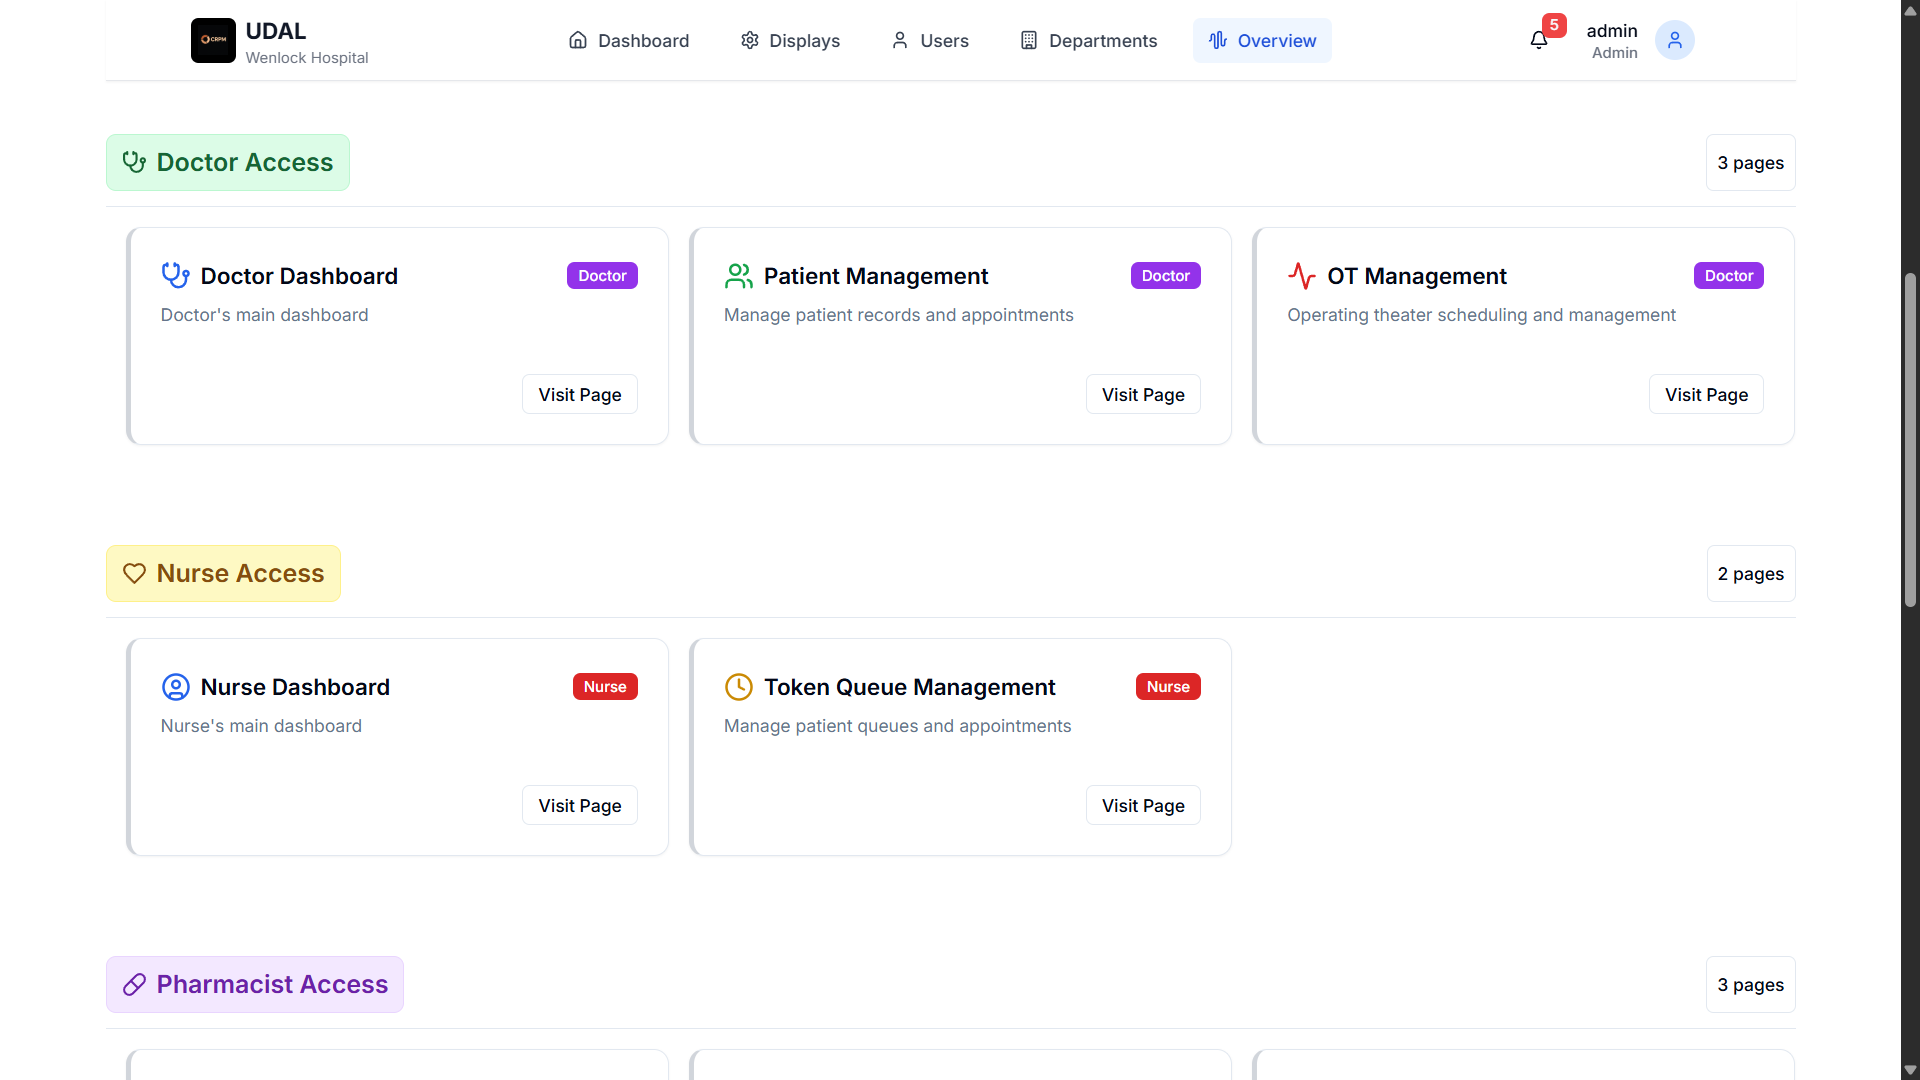 CRPM
UDAL
Wenlock Hospital
Dashboard
Displays
Users
Departments
Overview
5
admin
Admin
Doctor Access
3 pages
Doctor Dashboard
Doctor
Doctor's main dashboard
Visit Page
Patient Management
Doctor
Manage patient records and appointments
Visit Page
OT Management
Doctor
Operating theater scheduling and management
Visit Page
Nurse Access
2 pages
Nurse Dashboard
Nurse
Nurse's main dashboard
Visit Page
Token Queue Management
Nurse
Manage patient queues and appointments
Visit Page
Pharmacist Access
3 pages